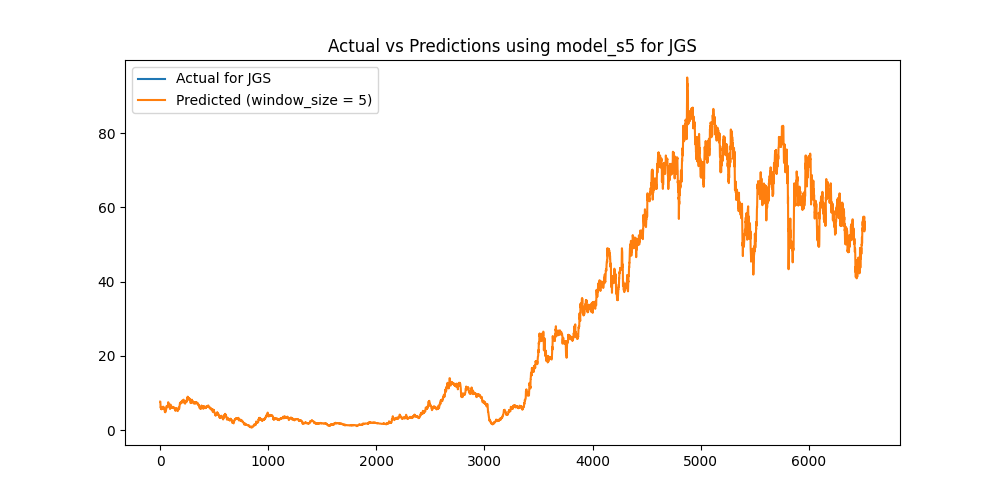 Actual vs Predictions using model_s5 for JGS
Actual for JGS
Predicted (window_size = 5)
80
60
40
20
0
0 1000 2000 3000 4000 5000 6000